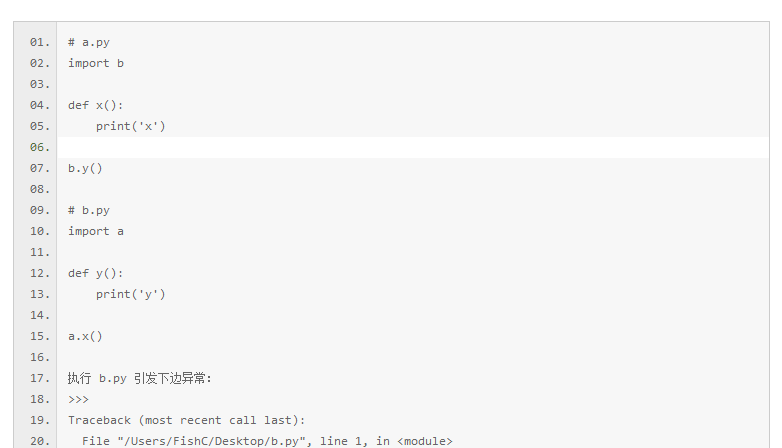 01. # a.py
02. import b
03.
04. def x():
05.     print('x')
06.
07. b.y()
08.
09. # b.py
10. import a
11.
12. def y():
13.     print('y')
14.
15. a.x()
16.
17. 执行 b.py 引发下边异常:
18. >>>
19. Traceback (most recent call last):
20.   File "/Users/FishC/Desktop/b.py", line 1, in <module>